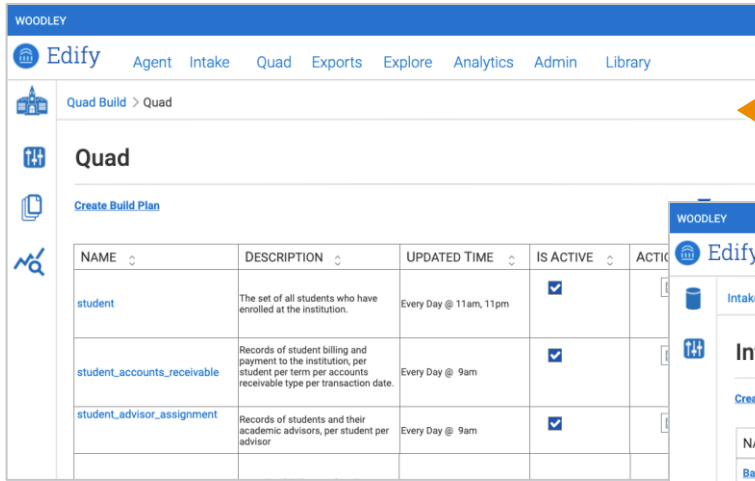 WOODLEY
Edify Agent Intake Quad Exports Explore Analytics Admin Library
Quad Build > Quad
Quad
Create Build Plan
NAME DESCRIPTION UPDATED TIME IS ACTIVE
student
The set of all students who have
enrolled at the institution.
Every Day @ 11am, 11pm
student_accounts_receivable
Records of student billing and
payment to the institution, per
student per term per accounts
receivable type per transaction date.
Every Day @ 9am
student_advisor_assignment
Records of students and their
academic advisors, per student per
advisor
Every Day @ 9am
WOODLEY
Edify